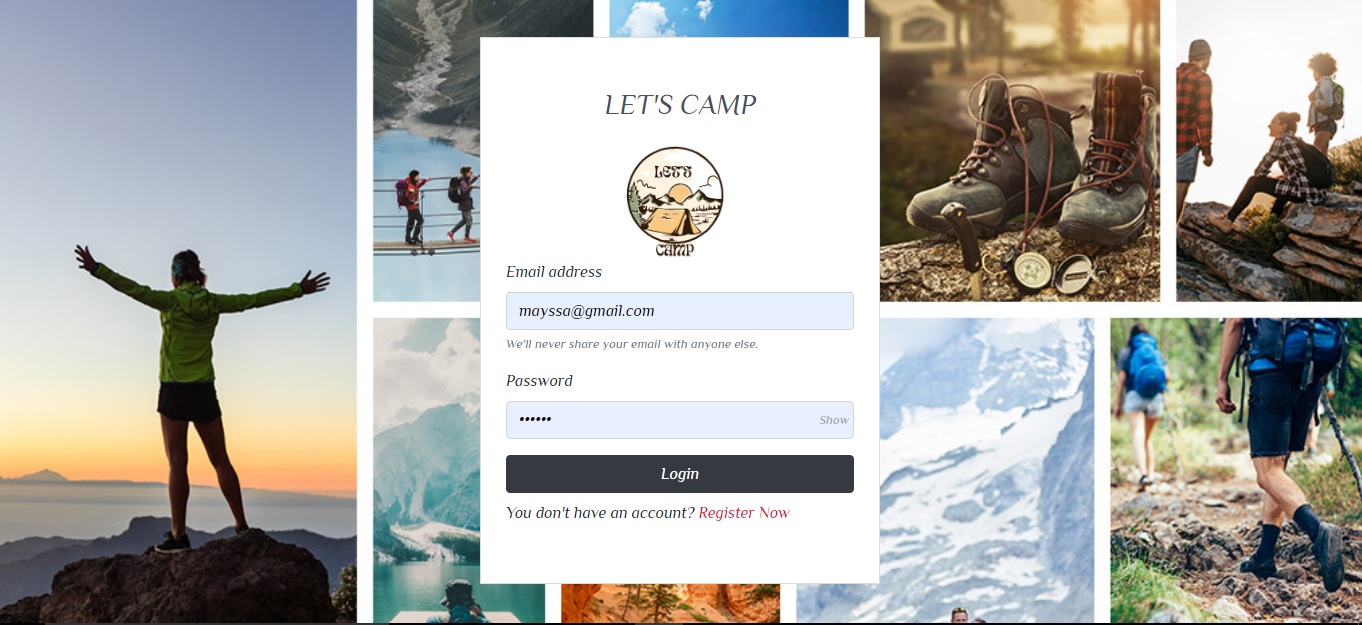 LET'S CAMP
LET'S
CAMP
Email address
mayssa@gmail.com
We'll never share your email with anyone else.
Password
••••••
Show
Login
You don't have an account? Register Now